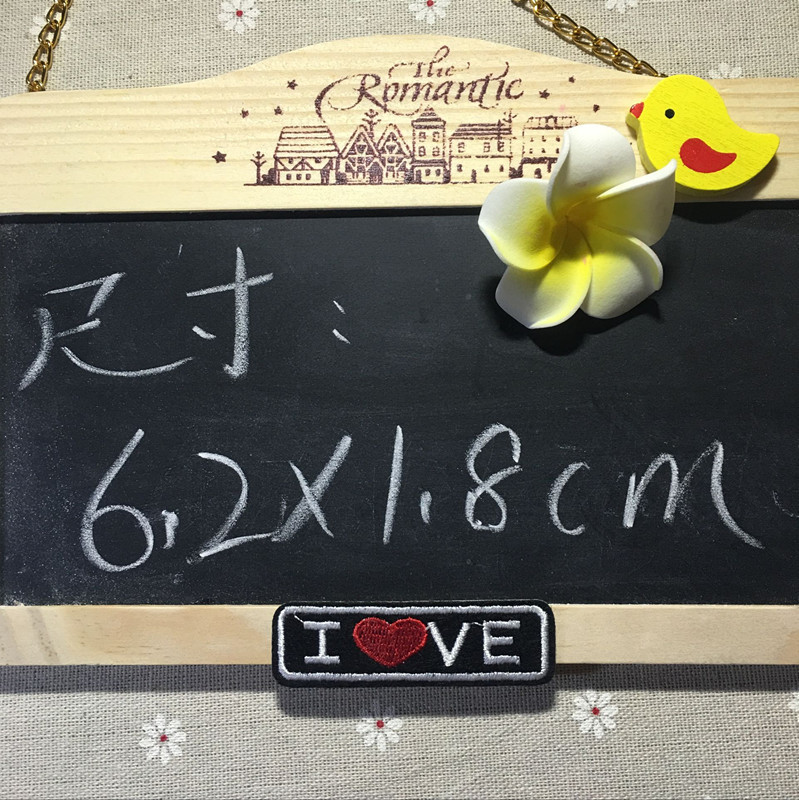 The
Romantic
尺寸:
6.2X1.8cm
I❤VE